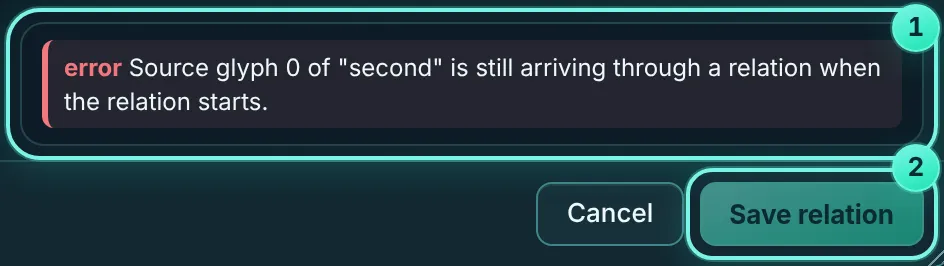 1
error Source glyph 0 of "second" is still arriving through a relation when
the relation starts.
2
Cancel
Save relation